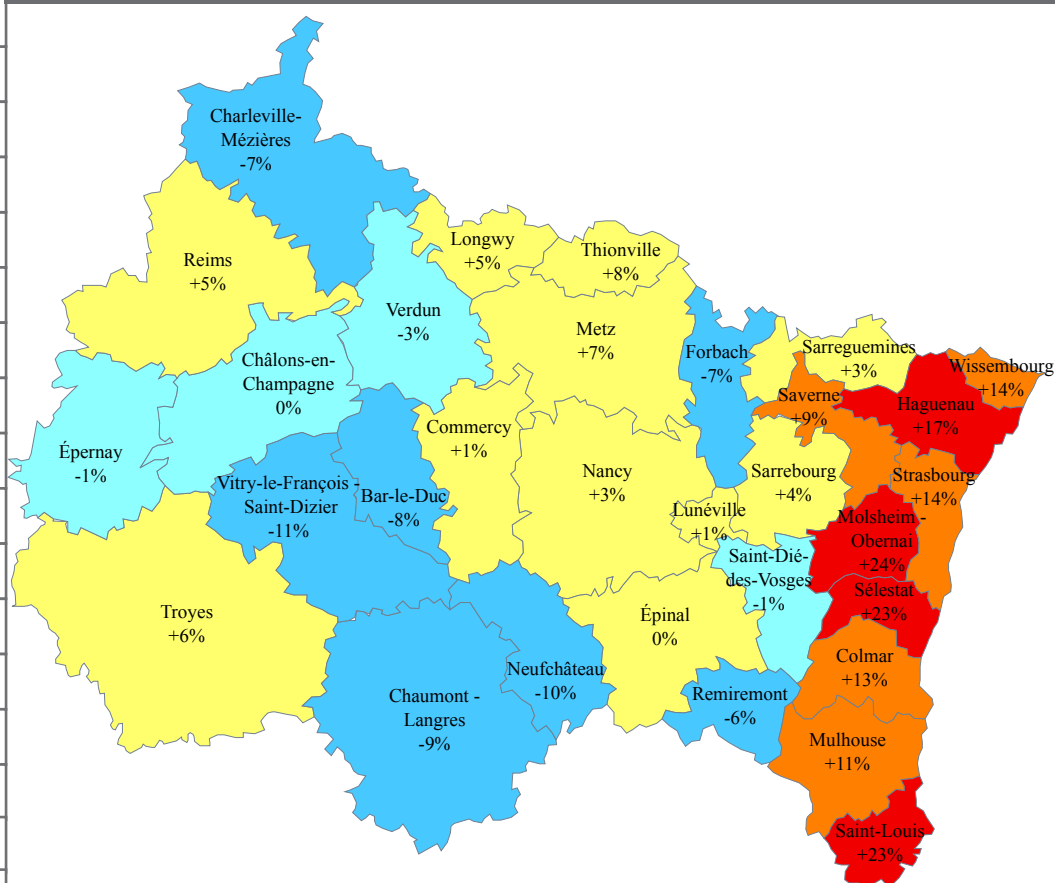 Charleville-
Mézières
-7%
Reims
+5%
Longwy
+5%
Thionville
+8%
Verdun
-3%
Metz
+7%
Forbach
-7%
Sarreguemines
+3%
Wissembourg
+14%
Châlons-en-
Champagne
0%
Saverne
+9%
Haguenau
+17%
Épernay
-1%
Commercy
+1%
Nancy
+3%
Sarrebourg
+4%
Strasbourg
+14%
Vitry-le-François -
Saint-Dizier
-11%
Bar-le-Duc
-8%
Lunéville
+1%
Molsheim -
Obernai
+24%
Saint-Dié-
des-Vosges
-1%
Sélestat
+23%
Troyes
+6%
Épinal
0%
Colmar
+13%
Neufchâteau
-10%
Remiremont
-6%
Chaumont -
Langres
-9%
Mulhouse
+11%
Saint-Louis
+23%